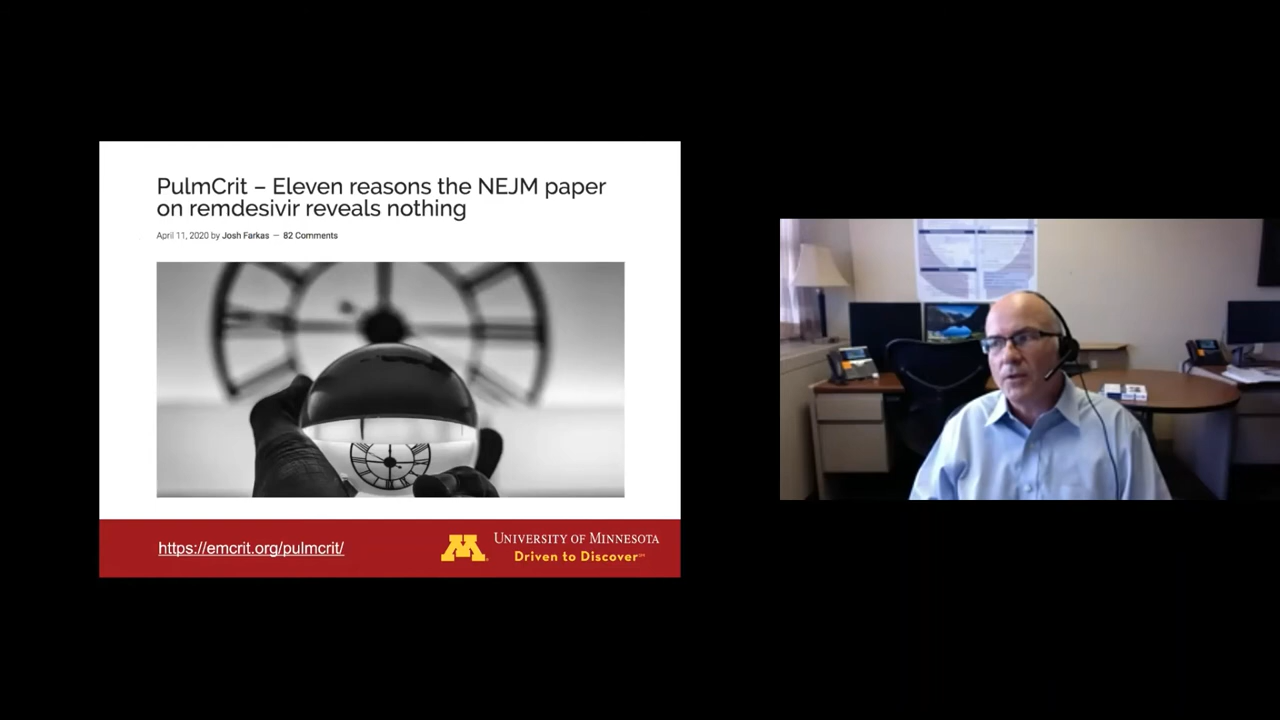 PulmCrit – Eleven reasons the NEJM paper
on remdesivir reveals nothing
April 11, 2020 by Josh Farkas — 82 Comments
https://emcrit.org/pulmcrit/
UNIVERSITY OF MINNESOTA
Driven to Discover℠